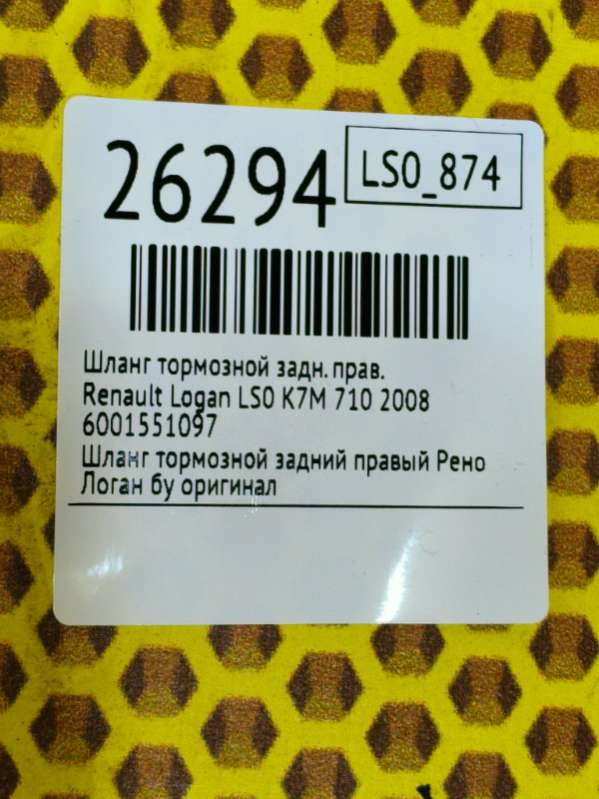 26294
LS0_874
Шланг тормозной задн. прав.
Renault Logan LS0 K7M 710 2008
6001551097
Шланг тормозной задний правый Рено
Логан бу оригинал